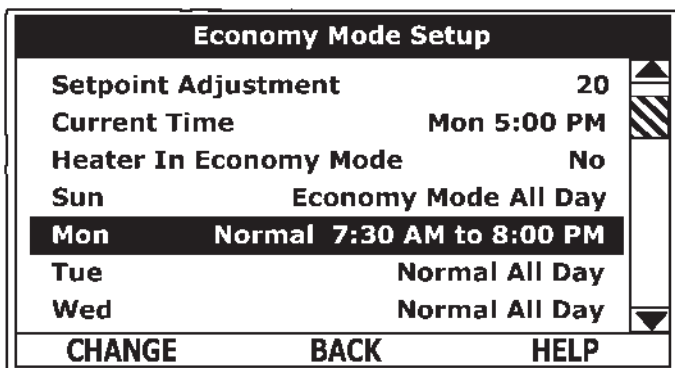 Economy Mode Setup
Setpoint Adjustment 20
Current Time Mon 5:00 PM
Heater In Economy Mode No
Sun Economy Mode All Day
Mon Normal 7:30 AM to 8:00 PM
Tue Normal All Day
Wed Normal All Day
CHANGE BACK HELP